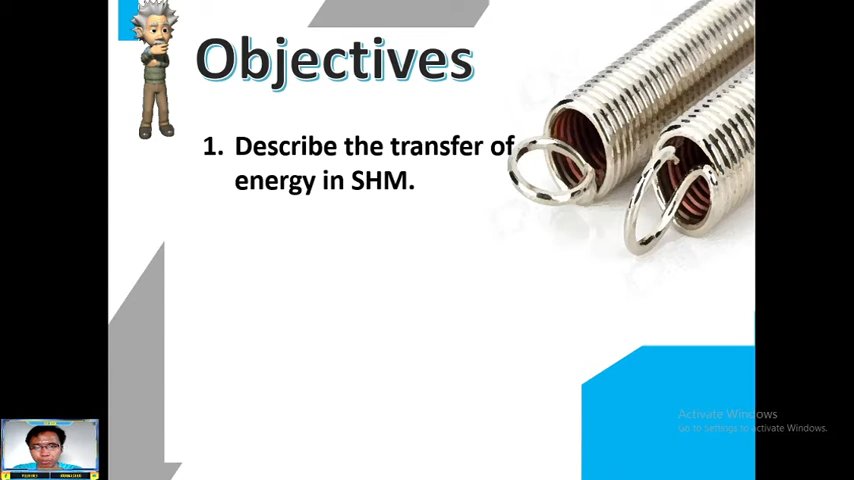 Objectives
1. Describe the transfer of
energy in SHM.
Activate Windows
Go to Settings to activate Windows.